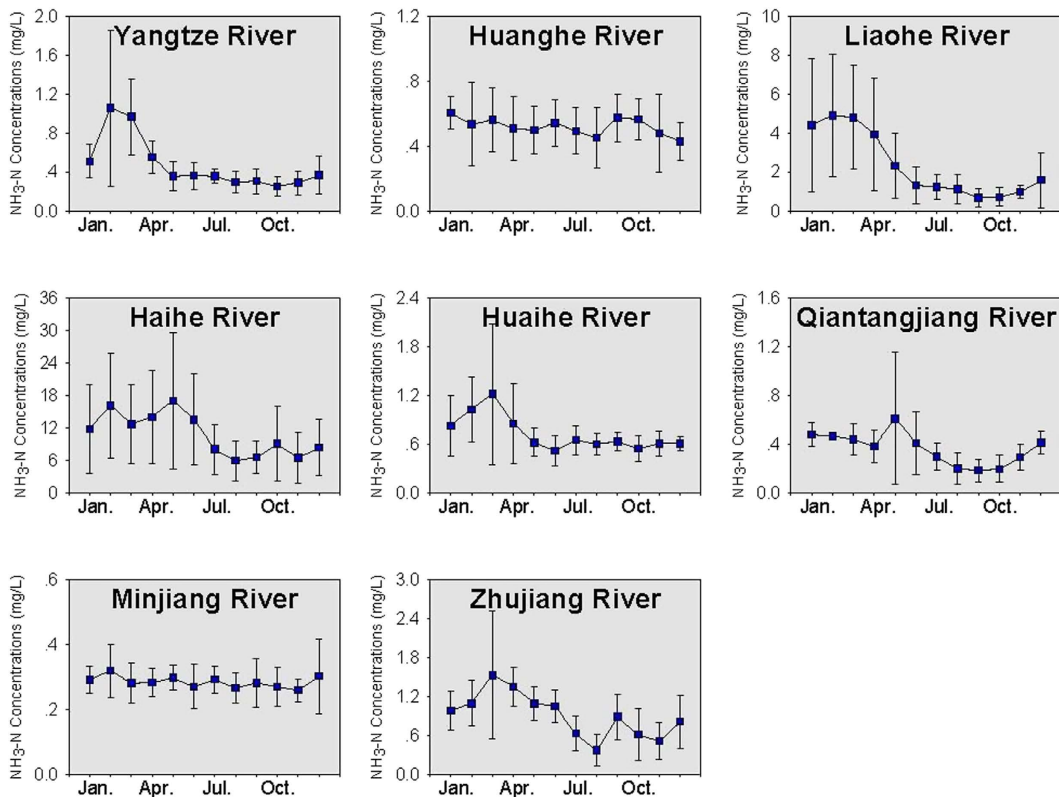 Yangtze River
NH3-N Concentrations (mg/L)
2.0
1.6
1.2
.8
.4
0.0
Jan. Apr. Jul. Oct.
Huanghe River
NH3-N Concentrations (mg/L)
1.2
.8
.4
0.0
Jan. Apr. Jul. Oct.
Liaohe River
NH3-N Concentrations (mg/L)
10
8
6
4
2
0
Jan. Apr. Jul. Oct.
Haihe River
NH3-N Concentrations (mg/L)
36
30
24
18
12
6
0
Jan. Apr. Jul. Oct.
Huaihe River
NH3-N Concentrations (mg/L)
2.4
1.8
1.2
.6
0.0
Jan. Apr. Jul. Oct.
Qiantangjiang River
NH3-N Concentrations (mg/L)
1.6
1.2
.8
.4
0.0
Jan. Apr. Jul. Oct.
Minjiang River
NH3-N Concentrations (mg/L)
.6
.4
.2
0.0
Jan. Apr. Jul. Oct.
Zhujiang River
NH3-N Concentrations (mg/L)
3.0
2.4
1.8
1.2
.6
0.0
Jan. Apr. Jul. Oct.